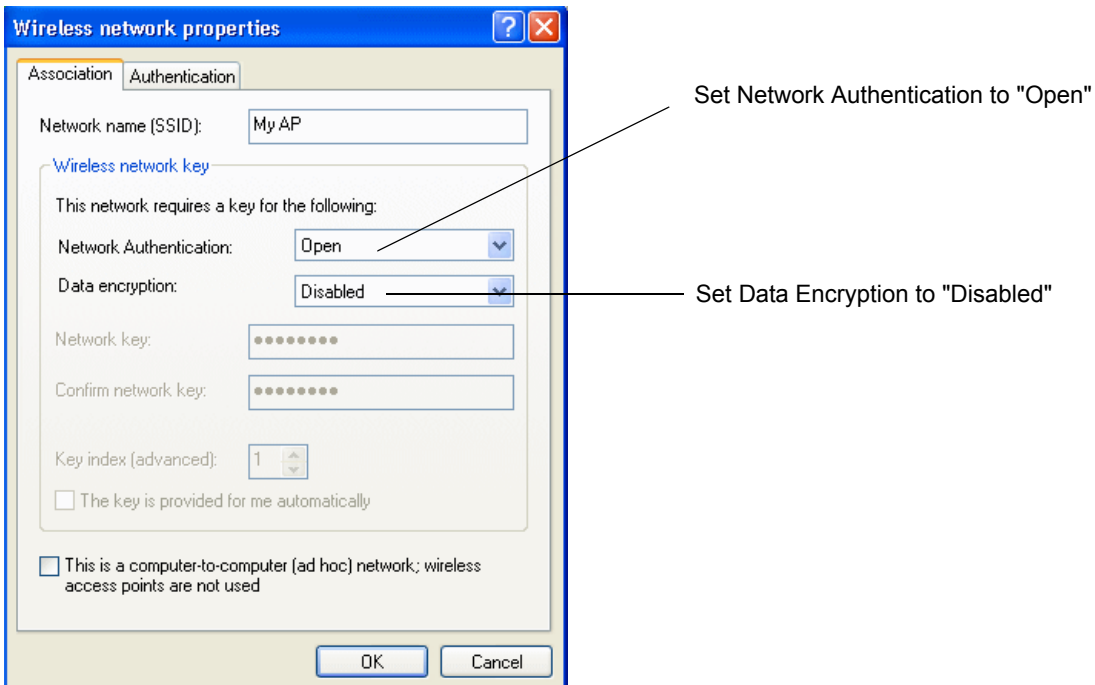 Wireless network properties
Association Authentication
Network name (SSID): My AP
Wireless network key
This network requires a key for the following:
Network Authentication: Open
Data encryption: Disabled
Network key: ••••••••
Confirm network key: ••••••••
Key index (advanced): 1
The key is provided for me automatically
This is a computer-to-computer (ad hoc) network; wireless
access points are not used
OK Cancel
Set Network Authentication to "Open"
Set Data Encryption to "Disabled"